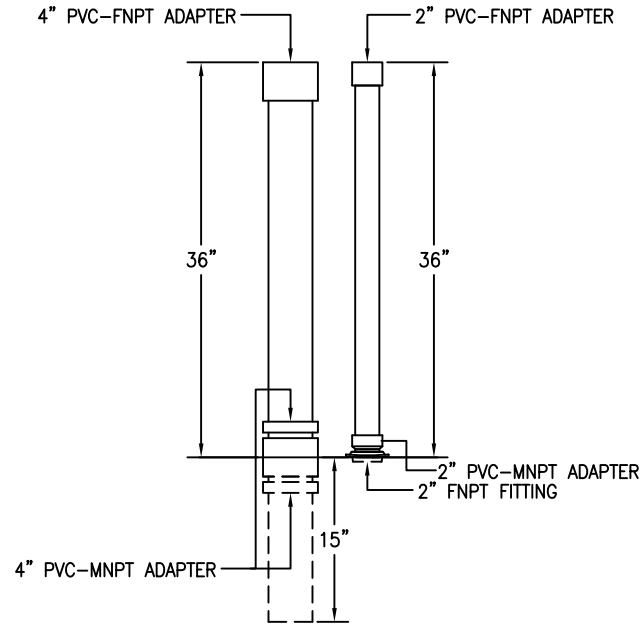 4” PVC-FNPT ADAPTER
2” PVC-FNPT ADAPTER
36”
36”
2” PVC-MNPT ADAPTER
2” FNPT FITTING
15”
4” PVC-MNPT ADAPTER